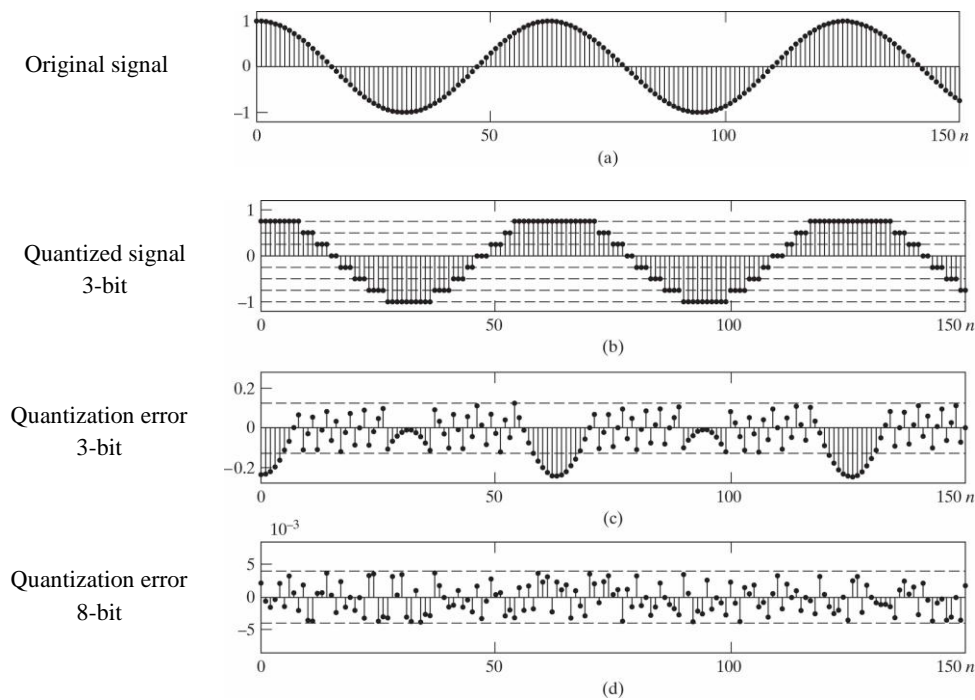 Original signal
1
0
−1
0 50 100 150 n
(a)
Quantized signal
3-bit
1
0
−1
0 50 100 150 n
(b)
Quantization error
3-bit
0.2
0
−0.2
0 50 100 150 n
(c)
Quantization error
8-bit
10−3
5
0
−5
0 50 100 150 n
(d)